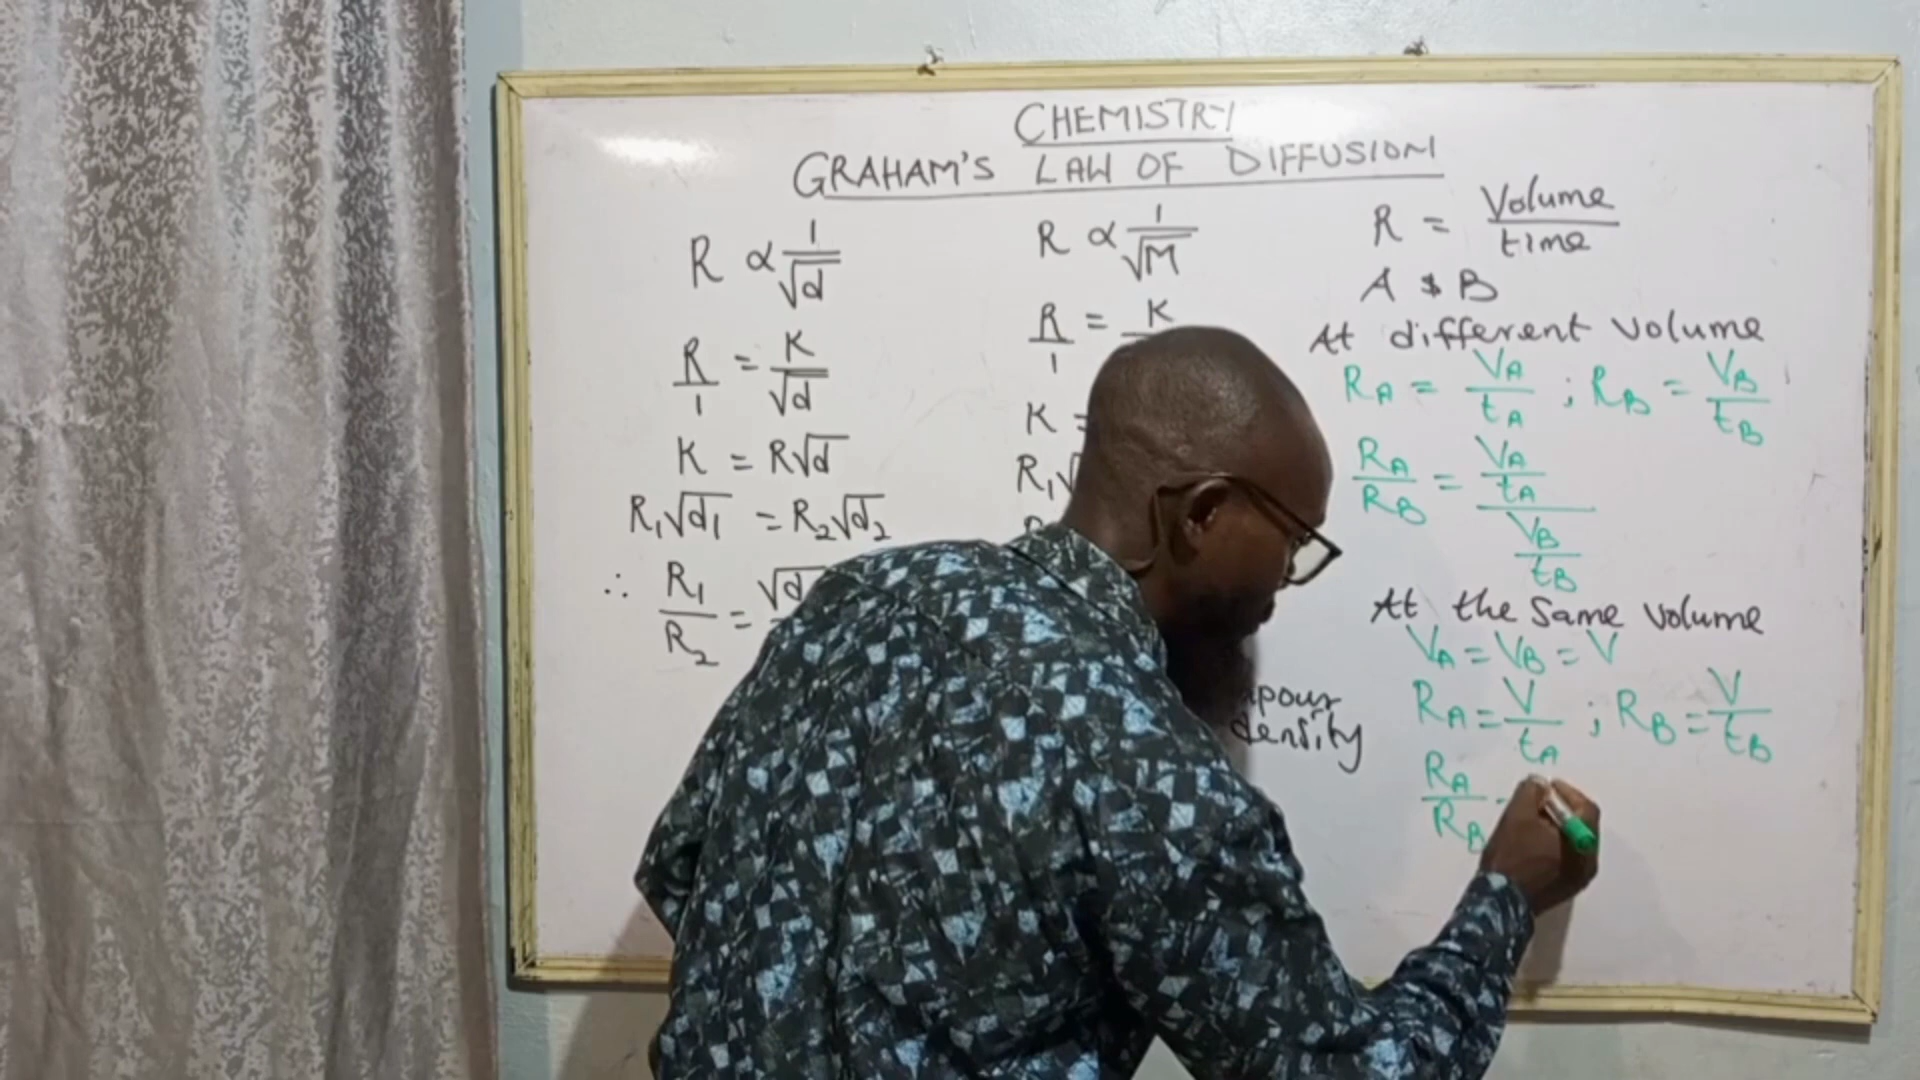 CHEMISTRY
GRAHAM'S LAW OF DIFFUSION
R ∝ 1/√d
R/1 = K/√d
K = R√d
R₁√d₁ = R₂√d₂
∴ R₁/R₂ = √d
R ∝ 1/√M
R/1 = K
K =
R₁√
apour
density
R = Volume/time
A & B
At different volume
R_A = V_A/t_A ; R_B = V_B/t_B
R_A/R_B = (V_A/t_A)/(V_B/t_B)
At the same volume
V_A = V_B = V
R_A = V/t_A ; R_B = V/t_B
R_A/R_B